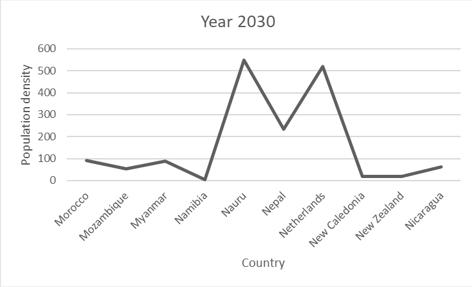 Year 2030
Population density
600
500
400
300
200
100
0
Morocco
Mozambique
Myanmar
Namibia
Nauru
Nepal
Netherlands
New Caledonia
New Zealand
Nicaragua
Country